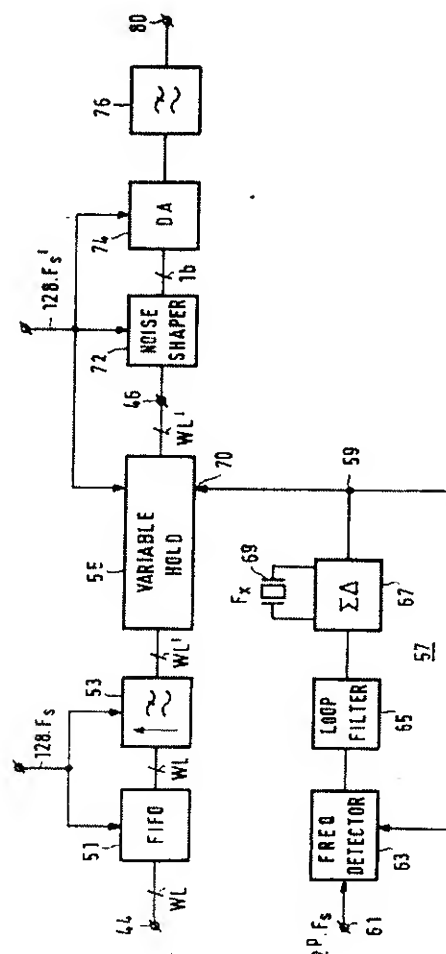 128.Fs
128.Fs'
51
53
55
72
74
76
44
WL
FIFO
WL
WL'
VARIABLE
HOLD
70
WL'
46
NOISE
SHAPER
1b
DA
80
Fx
69
59
P.Fs
61
FREQ
DETECTOR
63
LOOP
FILTER
65
ΣΔ
67
57